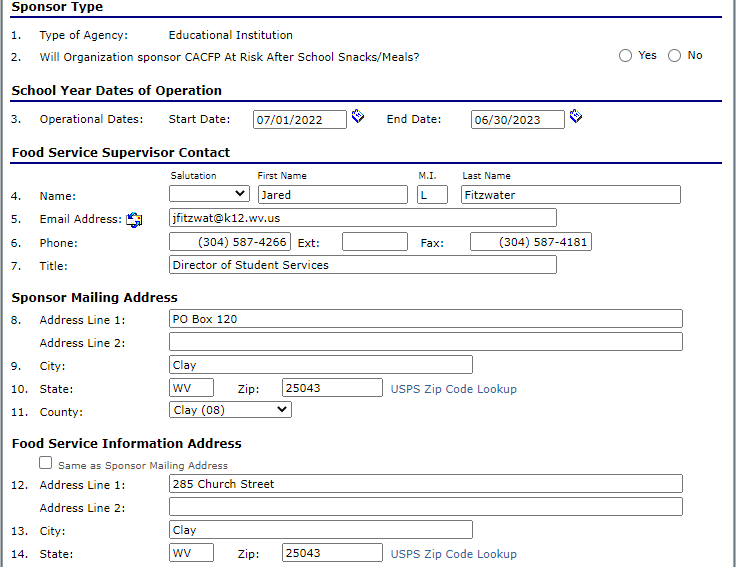 Sponsor Type
1. Type of Agency: Educational Institution
2. Will Organization sponsor CACFP At Risk After School Snacks/Meals? Yes No
School Year Dates of Operation
3. Operational Dates: Start Date: 07/01/2022 End Date: 06/30/2023
Food Service Supervisor Contact
Salutation First Name M.I. Last Name
4. Name: Jared L Fitzwater
5. Email Address: jfitzwat@k12.wv.us
6. Phone: (304) 587-4266 Ext: Fax: (304) 587-4181
7. Title: Director of Student Services
Sponsor Mailing Address
8. Address Line 1: PO Box 120
Address Line 2:
9. City: Clay
10. State: WV Zip: 25043 USPS Zip Code Lookup
11. County: Clay (08)
Food Service Information Address
Same as Sponsor Mailing Address
12. Address Line 1: 285 Church Street
Address Line 2:
13. City: Clay
14. State: WV Zip: 25043 USPS Zip Code Lookup